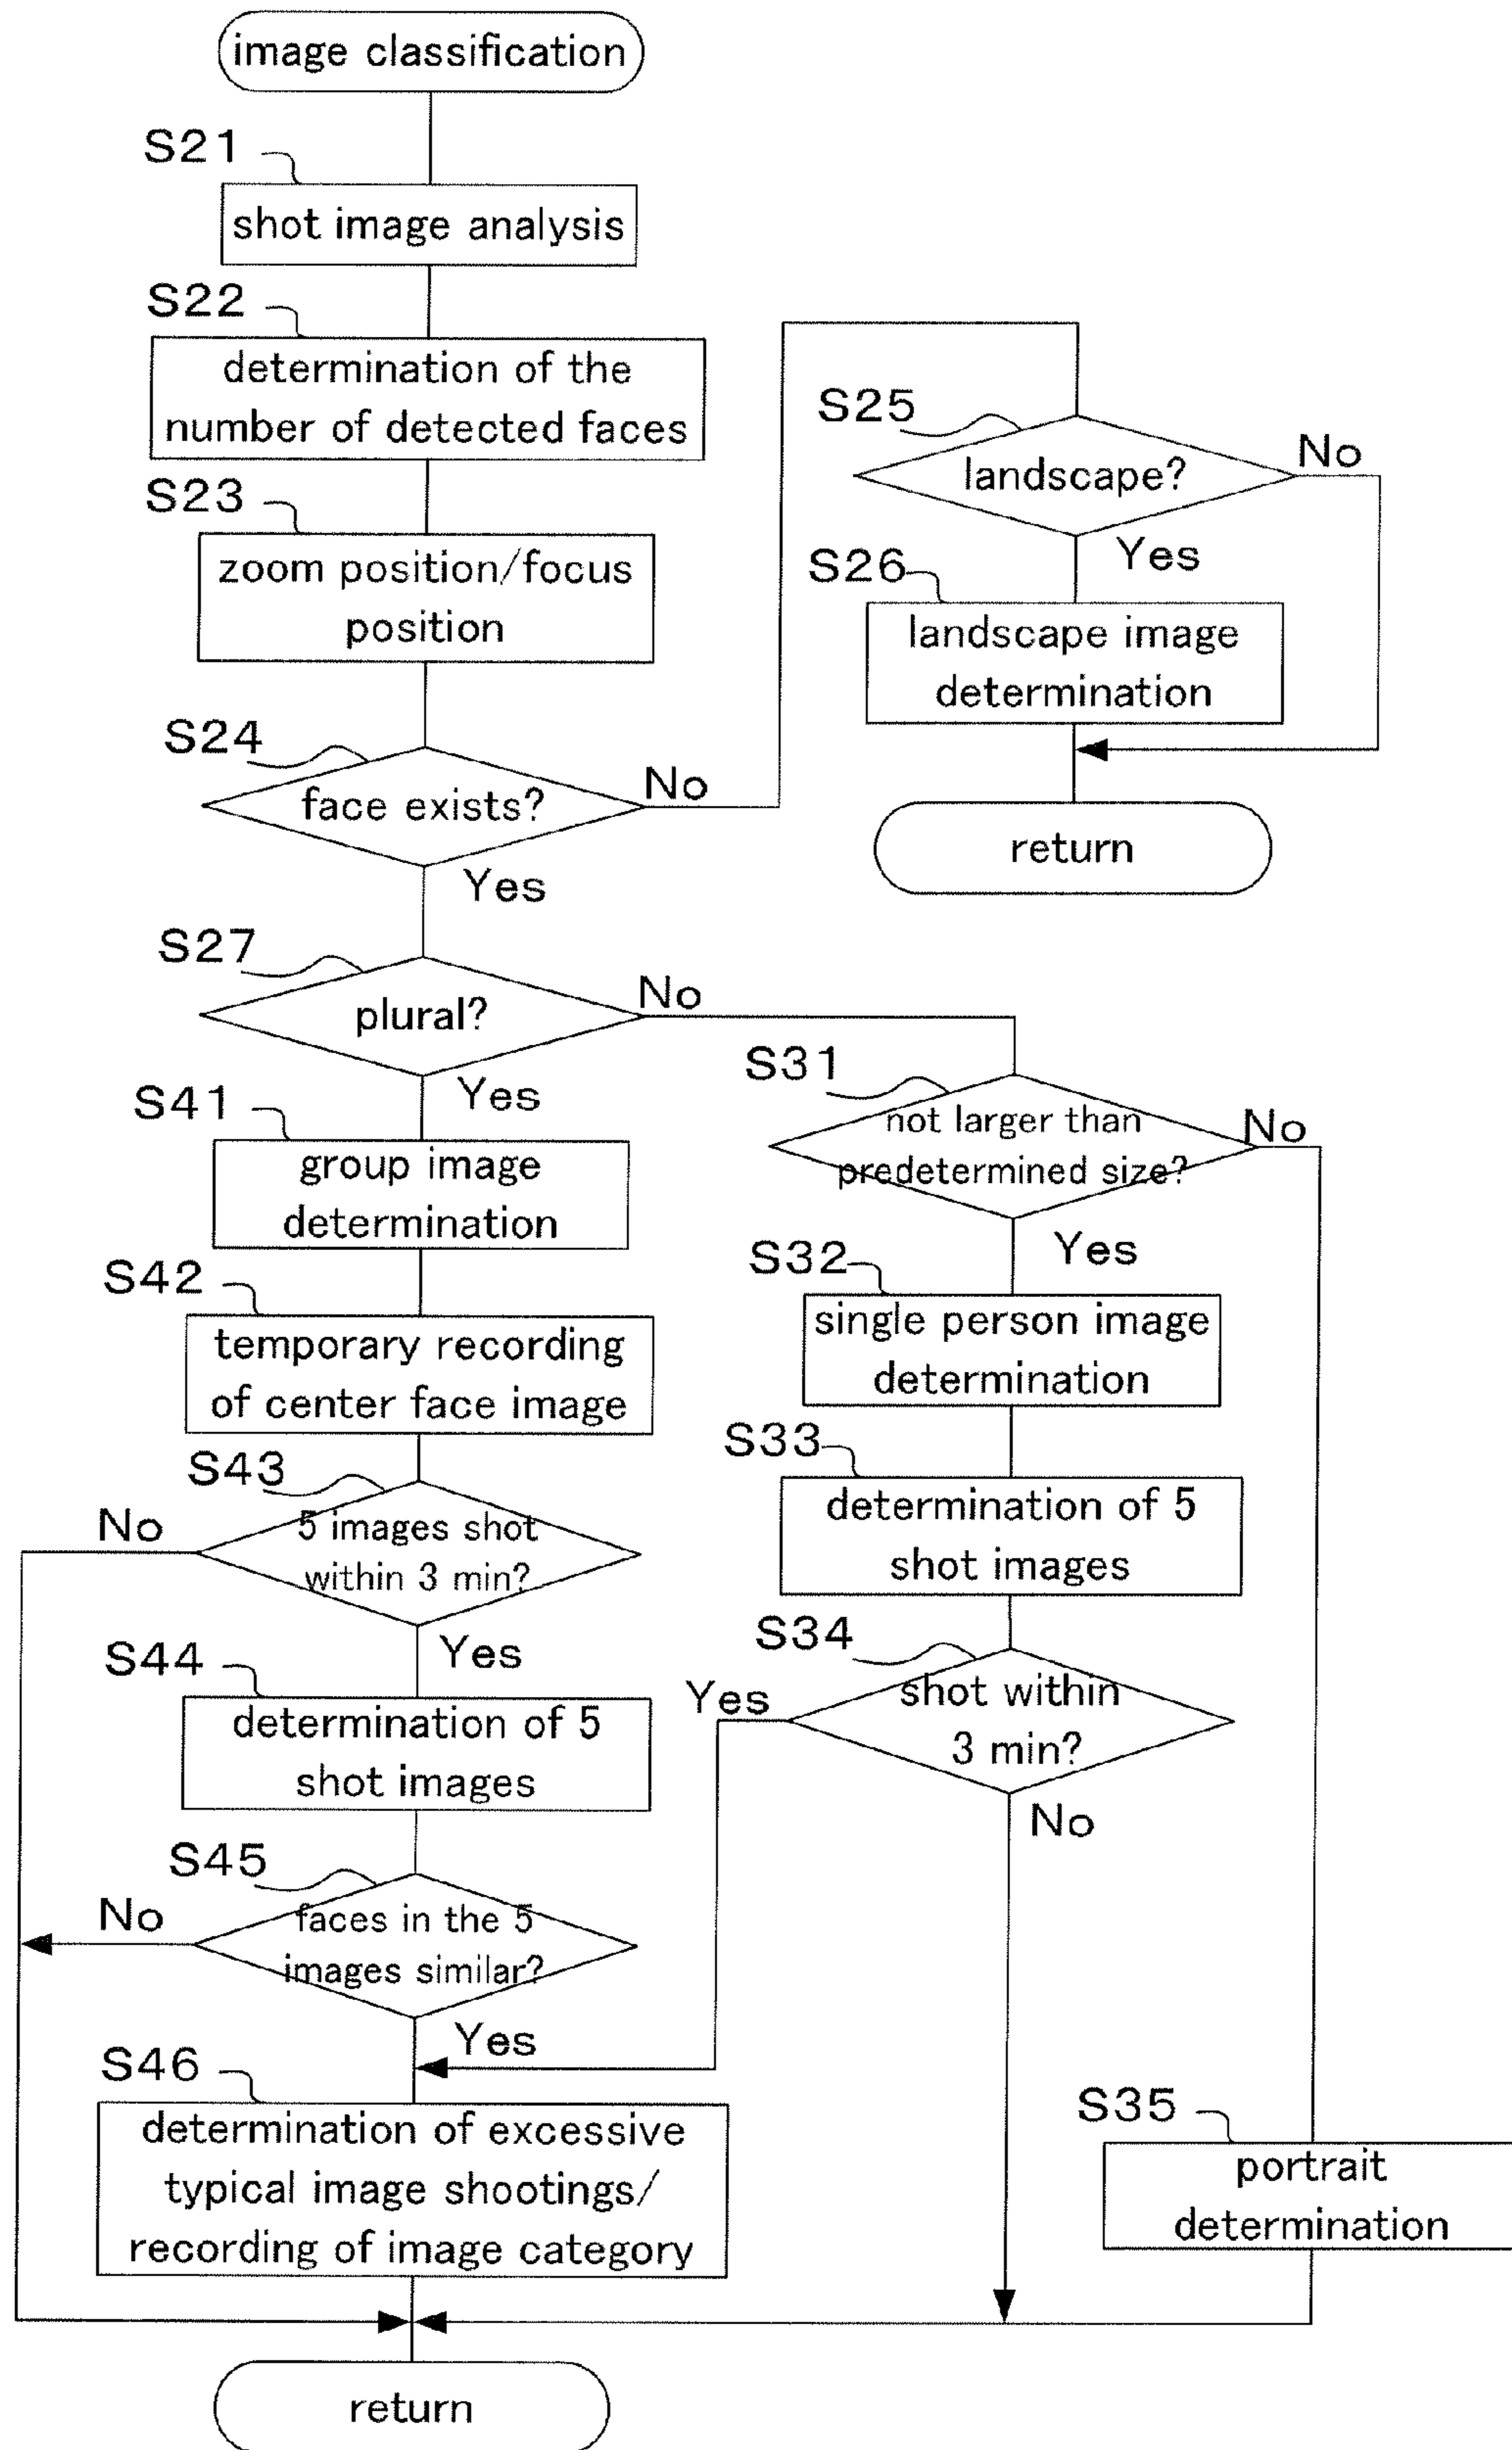 image classification
S21
shot image analysis
S22
determination of the
number of detected faces
S23
zoom position/focus
position
S24
face exists?
No
Yes
S25
landscape?
No
Yes
S26
landscape image
determination
return
S27
plural?
No
Yes
S31
not larger than
predetermined size?
No
Yes
S32
single person image
determination
S33
determination of 5
shot images
S34
shot within
3 min?
Yes
No
S35
portrait
determination
S41
group image
determination
S42
temporary recording
of center face image
S43
5 images shot
within 3 min?
No
Yes
S44
determination of 5
shot images
S45
faces in the 5
images similar?
No
Yes
S46
determination of excessive
typical image shootings/
recording of image category
return